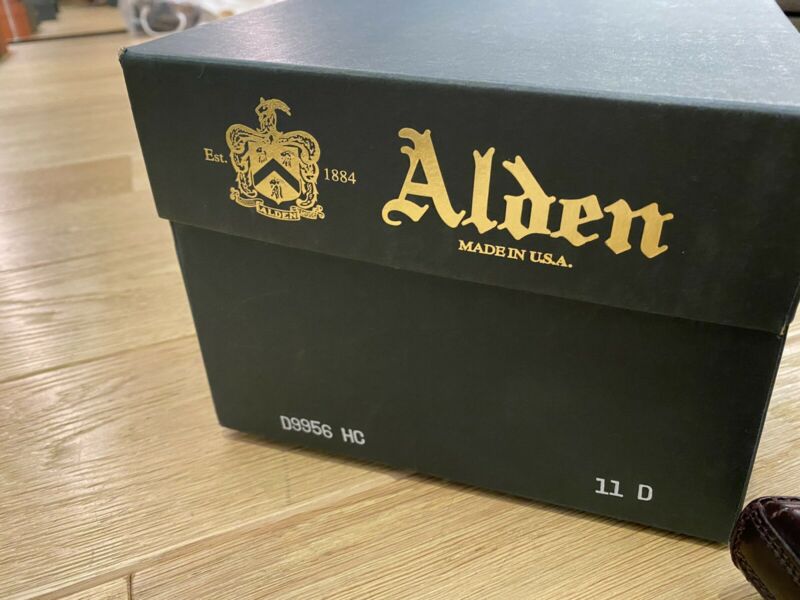 Est. 1884
ALDEN
Alden
MADE IN U.S.A.
D9956 HC
11 D